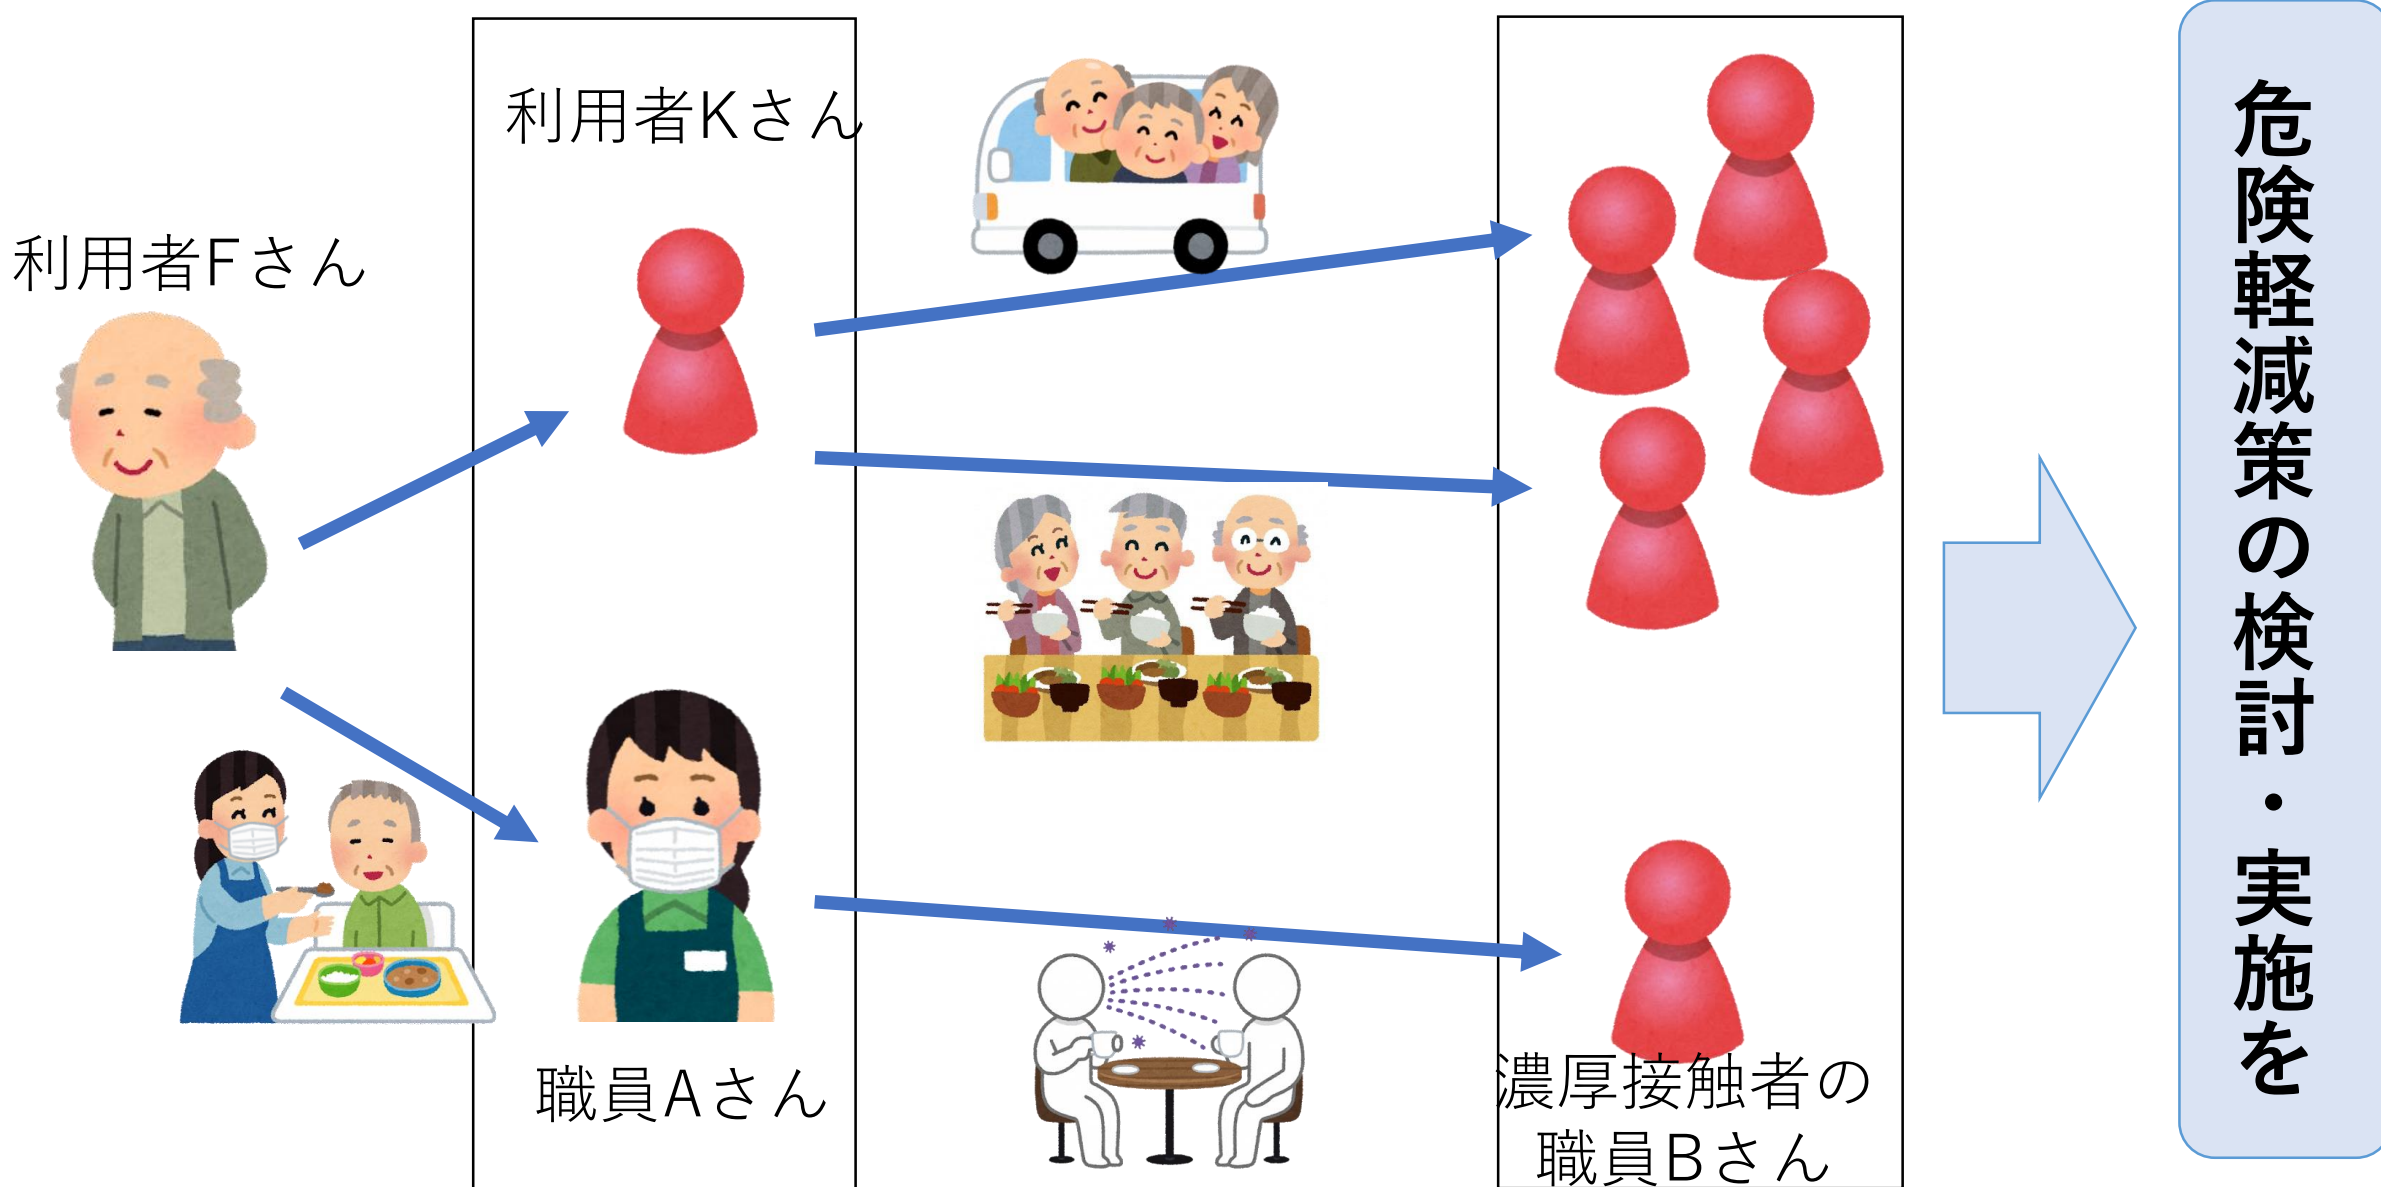 利用者Fさん
利用者Kさん
職員Aさん
濃厚接触者の
職員Bさん
危険軽減策の検討・実施を